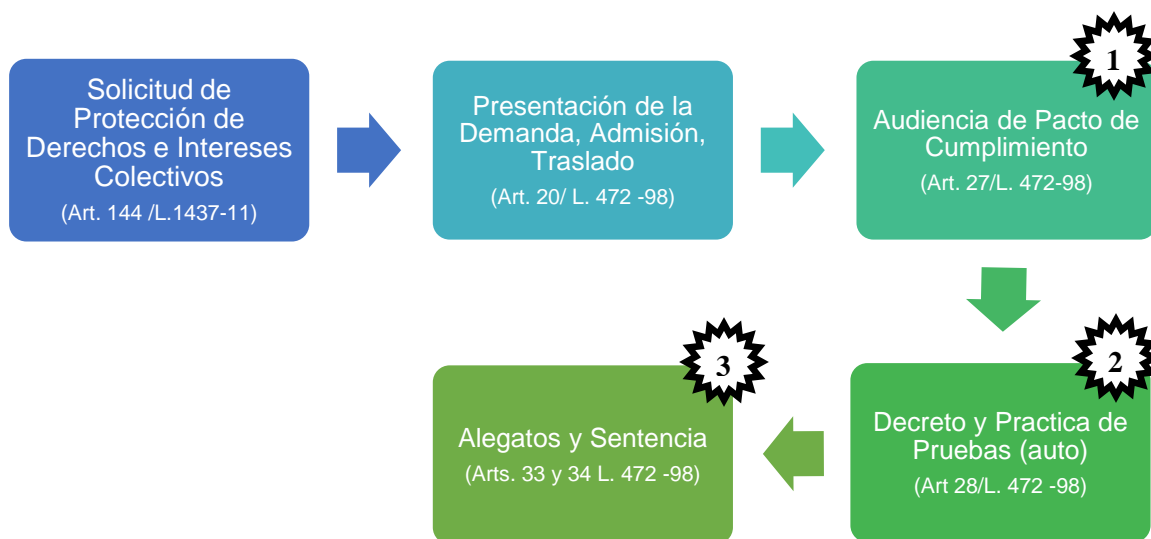 Solicitud de
Protección de
Derechos e Intereses
Colectivos
(Art. 144 /L.1437-11)
Presentación de la
Demanda, Admisión,
Traslado
(Art. 20/ L. 472 -98)
1
Audiencia de Pacto de
Cumplimiento
(Art. 27/L. 472-98)
2
Decreto y Practica de
Pruebas (auto)
(Art 28/L. 472 -98)
3
Alegatos y Sentencia
(Arts. 33 y 34 L. 472 -98)